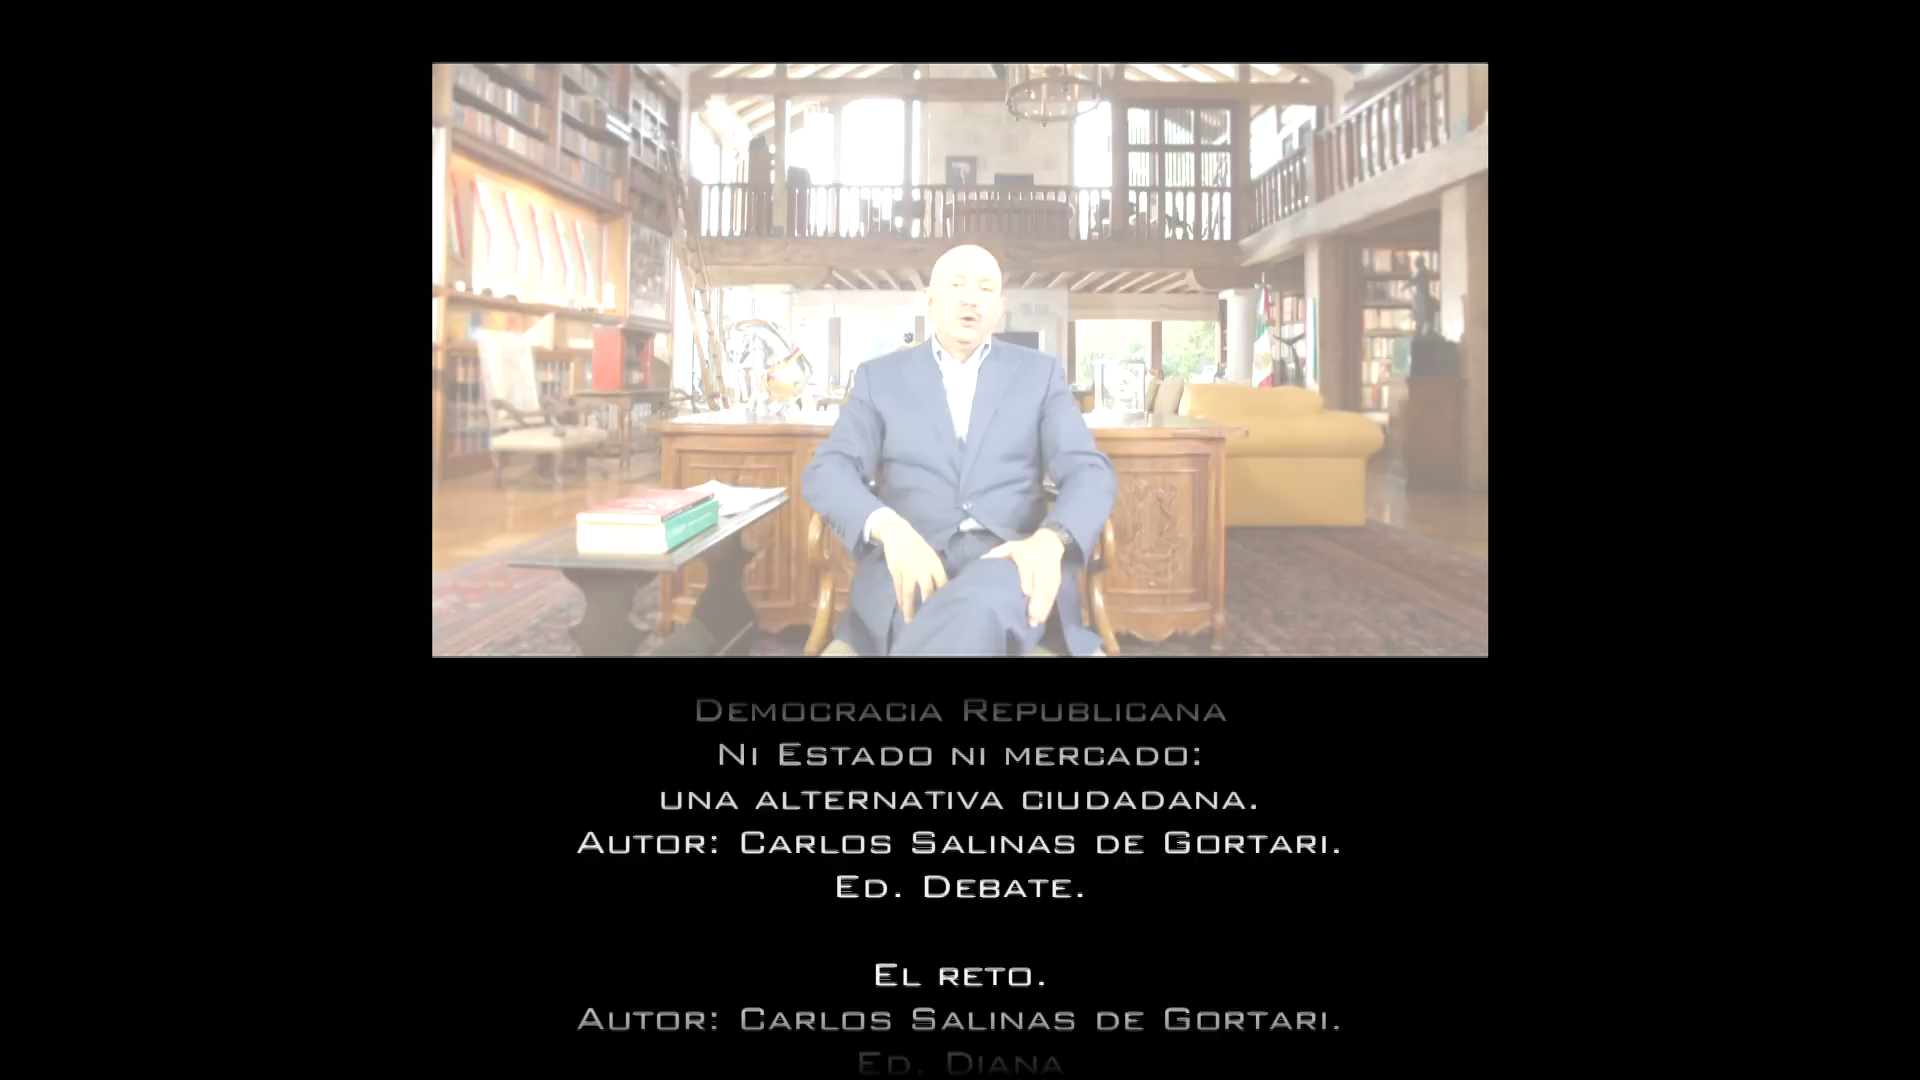 Democracia Republicana
Ni Estado ni mercado:
una alternativa ciudadana.
Autor: Carlos Salinas de Gortari.
Ed. Debate.
El reto.
Autor: Carlos Salinas de Gortari.
Ed. Diana